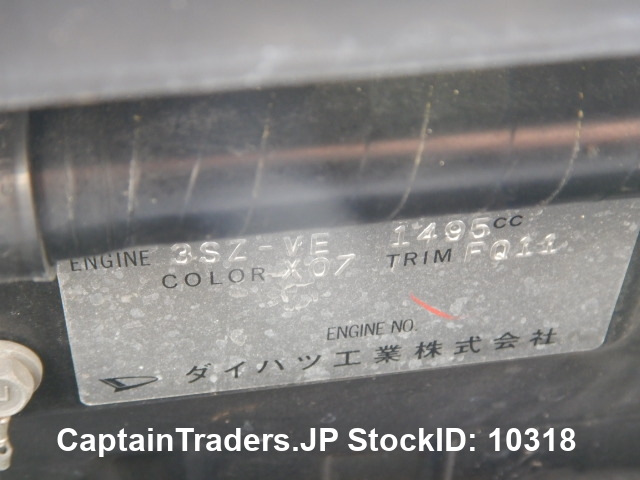 ENGINE 3SZ-VE 1495CC
COLOR X07 TRIM FQ11
ENGINE NO.
ダイハツ工業株式会社
CaptainTraders.JP StockID: 10318